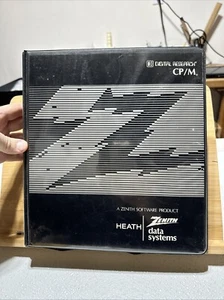 DIGITAL RESEARCH®
CP/M®
A ZENITH SOFTWARE PRODUCT
HEATH
ZENITH
data
systems